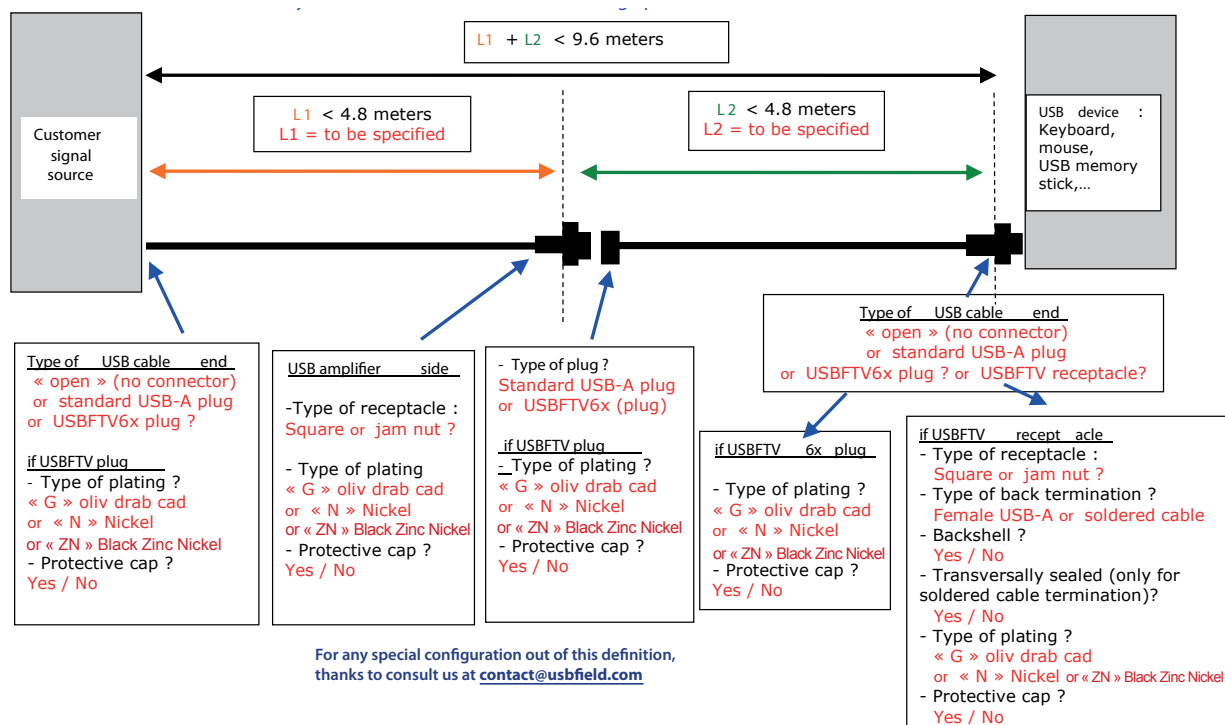 L1 + L2 < 9.6 meters
L1 < 4.8 meters
L1 = to be specified
L2 < 4.8 meters
L2 = to be specified
Customer
signal
source
USB device :
Keyboard,
mouse,
USB memory
stick,...
Type of USB cable end
« open » (no connector)
or standard USB-A plug
or USBFTV6x plug ?
if USBFTV plug
- Type of plating ?
« G » oliv drab cad
or « N » Nickel
or « ZN » Black Zinc Nickel
- Protective cap ?
Yes / No
USB amplifier side
-Type of receptacle :
Square or jam nut ?
- Type of plating
« G » oliv drab cad
or « N » Nickel
or « ZN » Black Zinc Nickel
- Protective cap ?
Yes / No
- Type of plug ?
Standard USB-A plug
or USBFTV6x (plug)
if USBFTV plug
- Type of plating ?
« G » oliv drab cad
or « N » Nickel
or « ZN » Black Zinc Nickel
- Protective cap ?
Yes / No
Type of USB cable end
« open » (no connector)
or standard USB-A plug
or USBFTV6x plug ? or USBFTV receptacle?
if USBFTV 6x plug
- Type of plating ?
« G » oliv drab cad
or « N » Nickel
or « ZN » Black Zinc Nickel
- Protective cap ?
Yes / No
if USBFTV recept acle
- Type of receptacle :
Square or jam nut ?
- Type of back termination ?
Female USB-A or soldered cable
- Backshell ?
Yes / No
- Transversally sealed (only for
soldered cable termination)?
Yes / No
- Type of plating ?
« G » oliv drab cad
or « N » Nickel or « ZN » Black Zinc Nickel
- Protective cap ?
Yes / No
For any special configuration out of this definition,
thanks to consult us at contact@usbfield.com